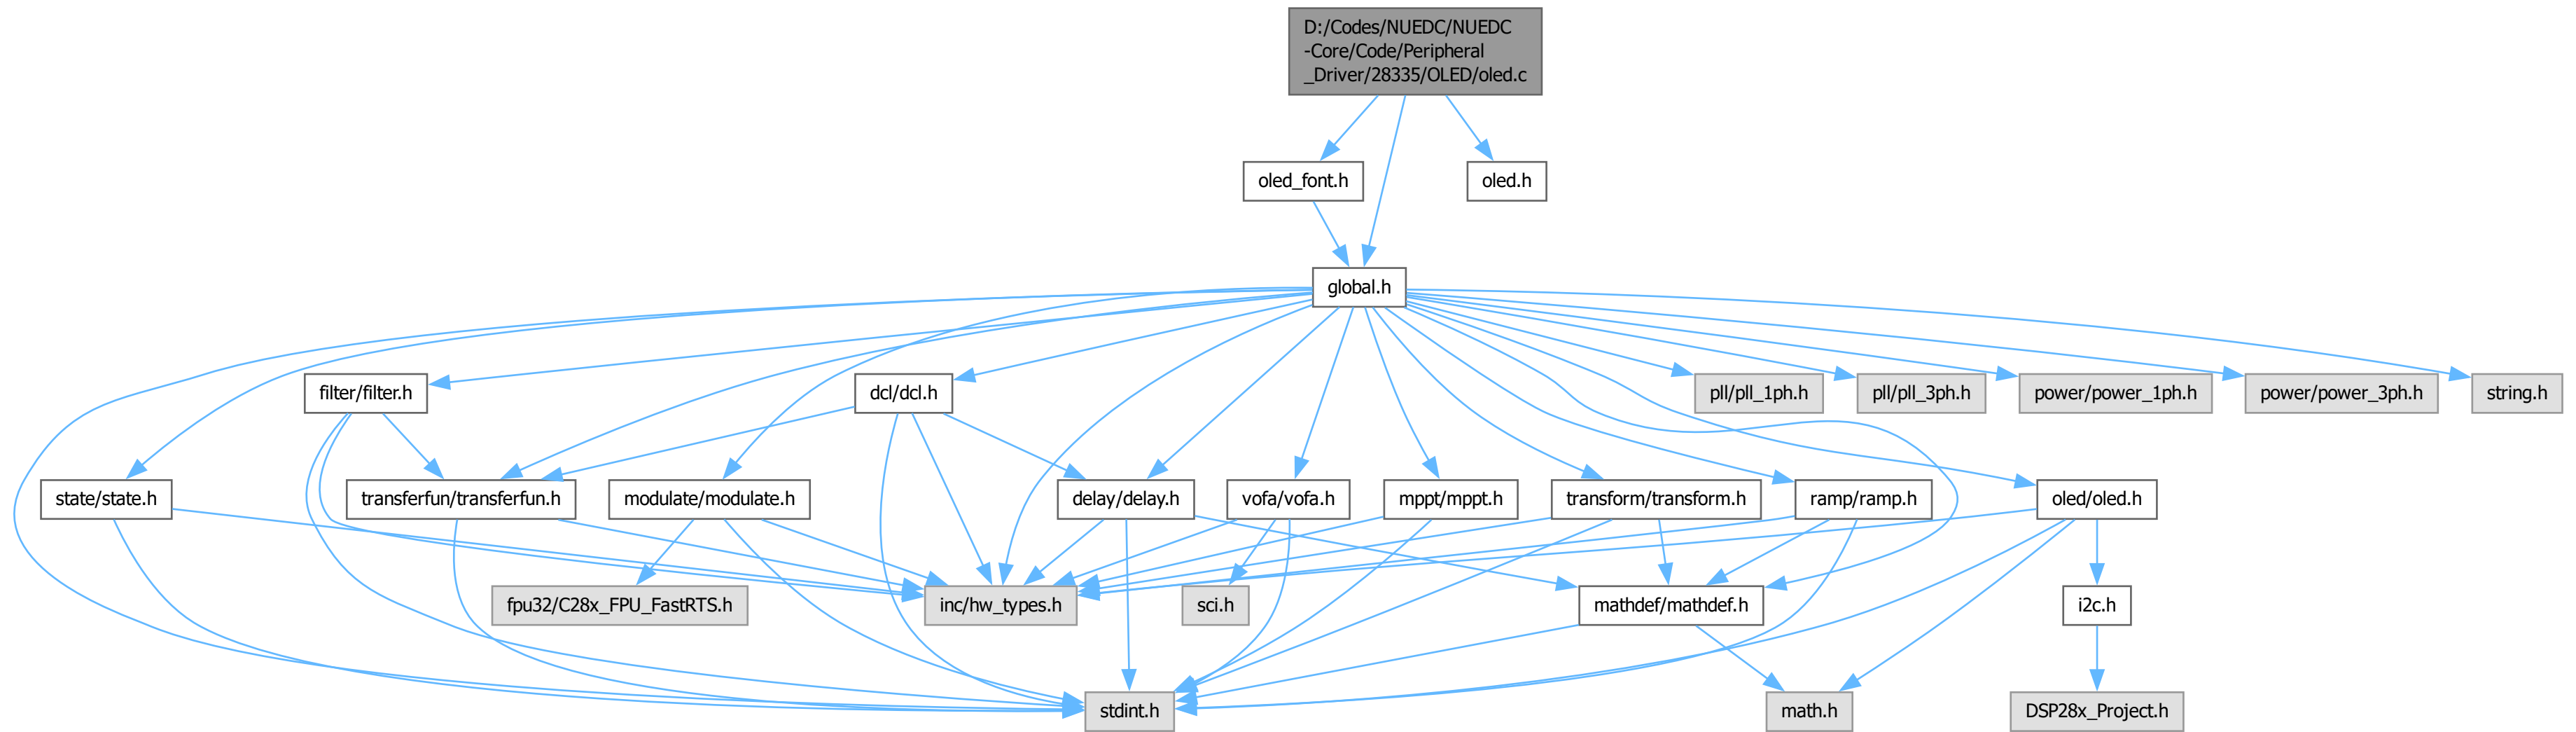 D:/Codes/NUEDC/NUEDC
-Core/Code/Peripheral
_Driver/28335/OLED/oled.c
oled_font.h
oled.h
global.h
filter/filter.h
dcl/dcl.h
pll/pll_1ph.h
pll/pll_3ph.h
power/power_1ph.h
power/power_3ph.h
string.h
state/state.h
transferfun/transferfun.h
modulate/modulate.h
delay/delay.h
vofa/vofa.h
mppt/mppt.h
transform/transform.h
ramp/ramp.h
oled/oled.h
fpu32/C28x_FPU_FastRTS.h
inc/hw_types.h
sci.h
mathdef/mathdef.h
i2c.h
stdint.h
math.h
DSP28x_Project.h